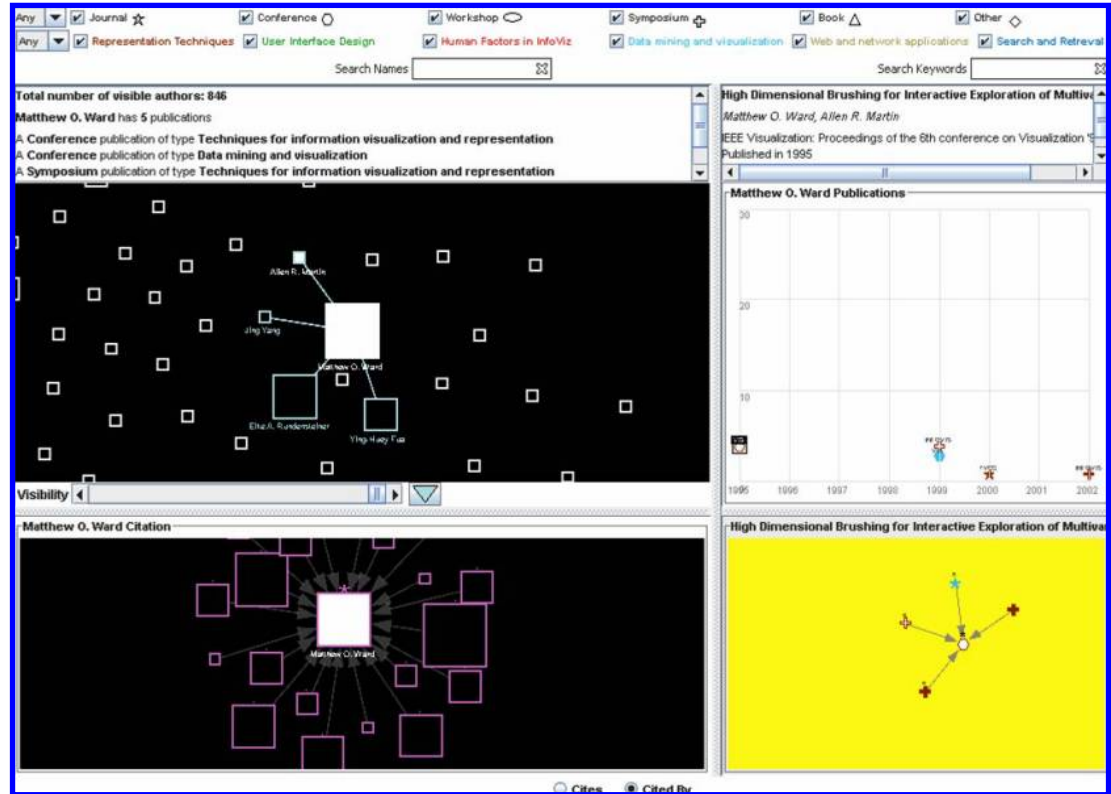 Any Journal Conference Workshop Symposium Book Other
Any Representation Techniques User Interface Design Human Factors in InfoViz Data mining and visualization Web and network applications Search and Retreval
Search Names Search Keywords
Total number of visible authors: 846
Matthew O. Ward has 5 publications
A Conference publication of type Techniques for information visualization and representation
A Conference publication of type Data mining and visualization
A Symposium publication of type Techniques for information visualization and representation
High Dimensional Brushing for Interactive Exploration of Multiva
Matthew O. Ward, Allen R. Martin
IEEE Visualization: Proceedings of the 6th conference on Visualization '9
Published in 1995
Allen R. Martin
Jing Yang
Matthew O. Ward
Elke A. Rundensteiner
Ying-Huey Fua
Visibility
Matthew O. Ward Publications
30
20
10
1995 1996 1997 1998 1999 2000 2001 2002
Matthew O. Ward Citation
Matthew O. Ward
High Dimensional Brushing for Interactive Exploration of Multiva
Cites Cited By